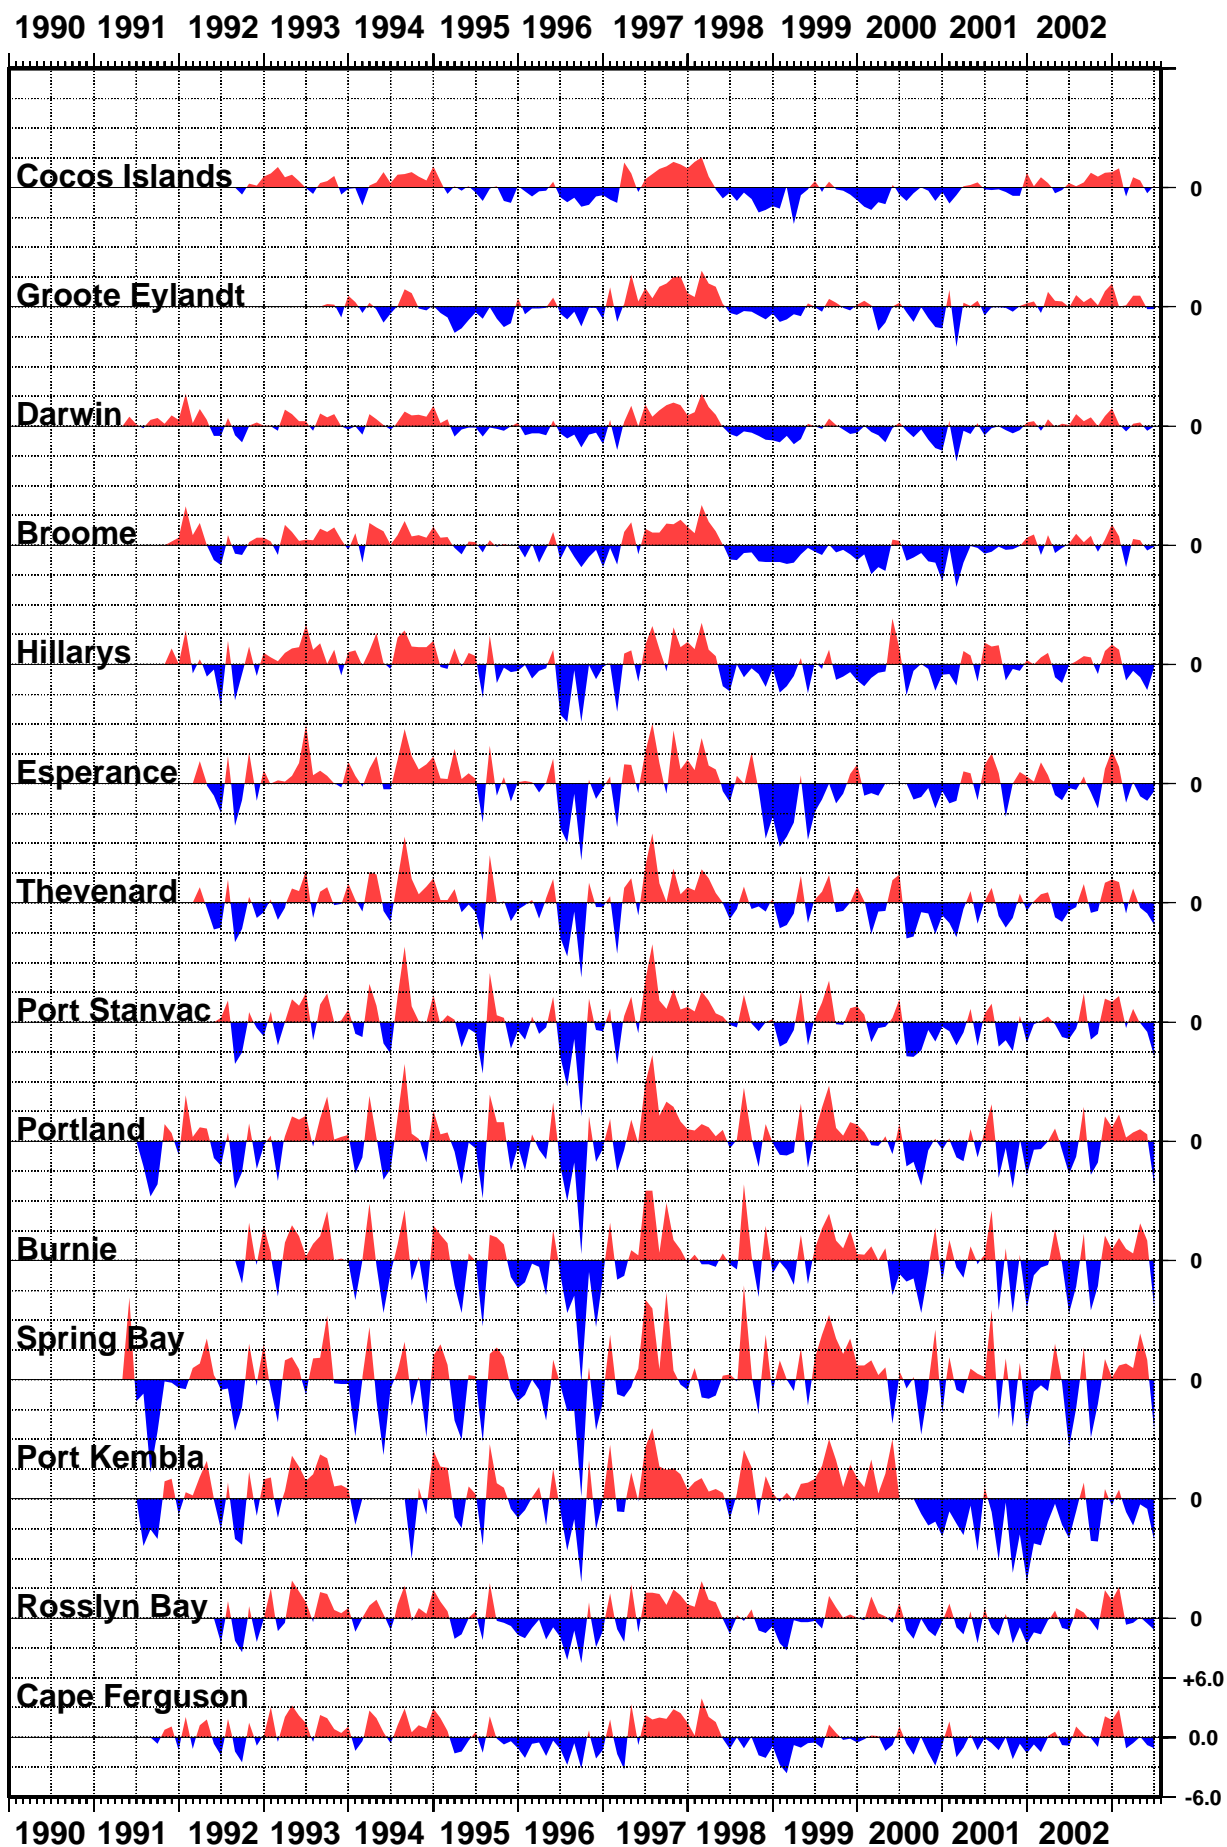 1990 1991 1992 1993 1994 1995 1996 1997 1998 1999 2000 2001 2002
Cocos Islands 0
Groote Eylandt 0
Darwin 0
Broome 0
Hillarys 0
Esperance 0
Thevenard 0
Port Stanvac 0
Portland 0
Burnie 0
Spring Bay 0
Port Kembla 0
Rosslyn Bay 0
+6.0
Cape Ferguson
0.0
-6.0
1990 1991 1992 1993 1994 1995 1996 1997 1998 1999 2000 2001 2002